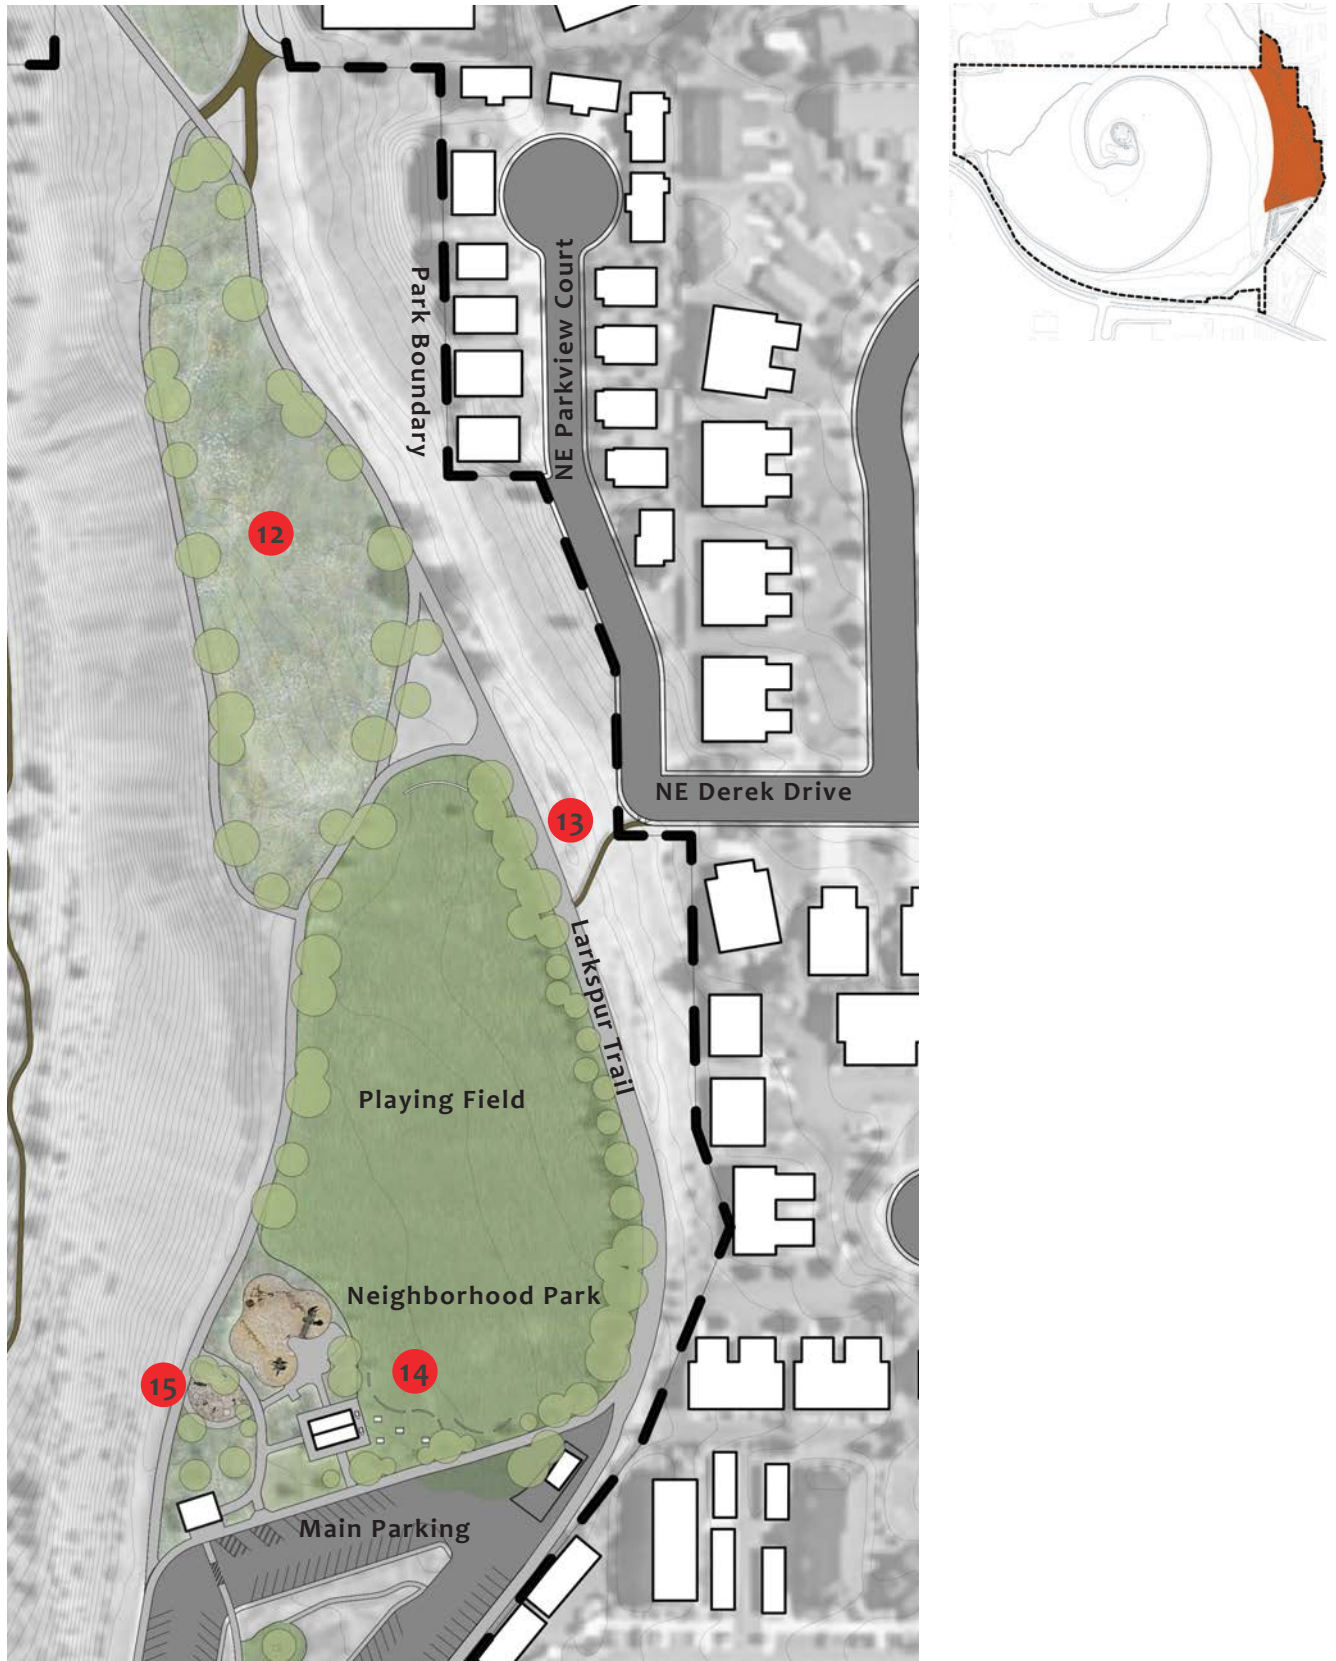 Park Boundary
NE Parkview Court
12
13
NE Derek Drive
Larkspur Trail
Playing Field
Neighborhood Park
14
15
Main Parking